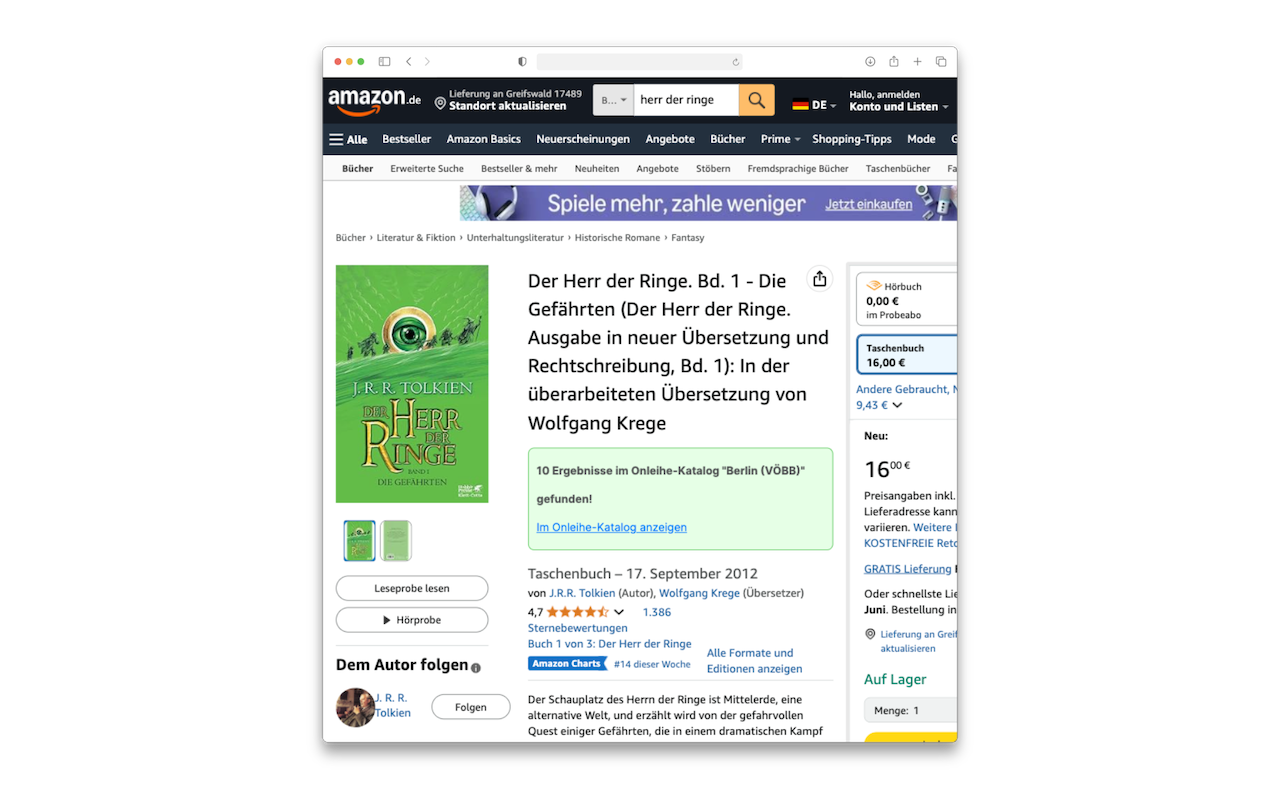 amazon.de
Lieferung an Greifswald 17489
Standort aktualisieren
B...
herr der ringe
DE
Hallo, anmelden
Konto und Listen
Alle
Bestseller
Amazon Basics
Neuerscheinungen
Angebote
Bücher
Prime
Shopping-Tipps
Mode
G
Bücher
Erweiterte Suche
Bestseller & mehr
Neuheiten
Angebote
Stöbern
Fremdsprachige Bücher
Taschenbücher
Fa
Spiele mehr, zahle weniger
Jetzt einkaufen
Bücher › Literatur & Fiktion › Unterhaltungsliteratur › Historische Romane › Fantasy
J.R.R. TOLKIEN
DER
HERR
DER
RINGE
BAND 1
DIE GEFÄHRTEN
Klett-Cotta
Leseprobe lesen
Hörprobe
Dem Autor folgen
J. R. R.
Tolkien
Folgen
Der Herr der Ringe. Bd. 1 - Die
Gefährten (Der Herr der Ringe.
Ausgabe in neuer Übersetzung und
Rechtschreibung, Bd. 1): In der
überarbeiteten Übersetzung von
Wolfgang Krege
10 Ergebnisse im Onleihe-Katalog "Berlin (VÖBB)"
gefunden!
Im Onleihe-Katalog anzeigen
Taschenbuch – 17. September 2012
von J.R.R. Tolkien (Autor), Wolfgang Krege (Übersetzer)
4,7
1.386
Sternebewertungen
Buch 1 von 3: Der Herr der Ringe
Amazon Charts
#14 dieser Woche
Alle Formate und
Editionen anzeigen
Der Schauplatz des Herrn der Ringe ist Mittelerde, eine
alternative Welt, und erzählt wird von der gefahrvollen
Quest einiger Gefährten, die in einem dramatischen Kampf
Hörbuch
0,00 €
im Probeabo
Taschenbuch
16,00 €
Andere Gebraucht, N
9,43 €
Neu:
1600 €
Preisangaben inkl.
Lieferadresse kann
variieren. Weitere I
KOSTENFREIE Reto
GRATIS Lieferung
Oder schnellste Lie
Juni. Bestellung in
Lieferung an Greif
aktualisieren
Auf Lager
Menge: 1